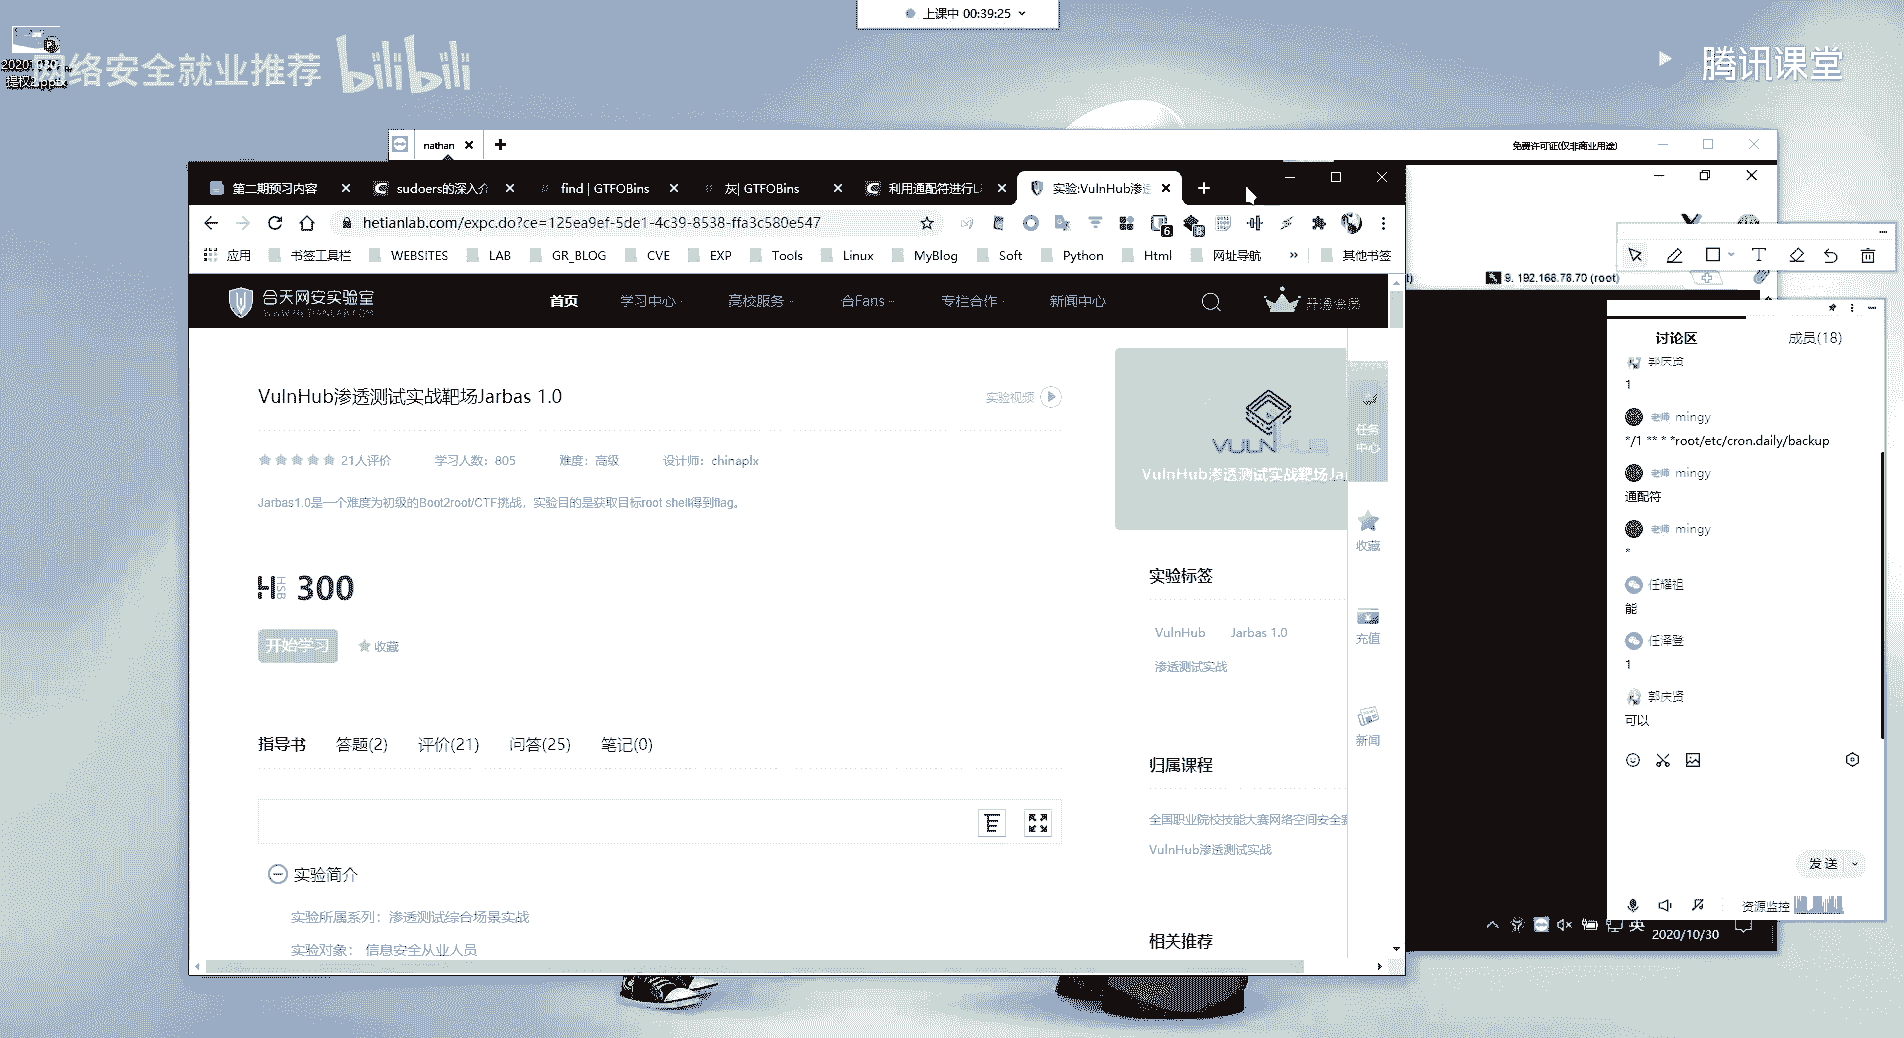 上课中 00:39:25
网络安全就业推荐 bilibili
腾讯课堂
nathan
免费许可证(仅非商业用途)
第二期预习内容
sudoers的深入介
find | GTFOBins
灰| GTFOBins
利用通配符进行Li
实验:VulnHub渗透
hetianlab.com/expc.do?ce=125ea9ef-5de1-4c39-8538-ffa3c580e547
6
应用 书签工具栏 WEBSITES LAB GR_BLOG CVE EXP Tools Linux MyBlog Soft Python Html 网址导航 » 其他书签
9. 192.168.76.70 (root)
合天网安实验室
WWW.HETIANLAB.COM
首页 学习中心 高校服务 合Fans 专栏合作 新闻中心
开通会员
VulnHub渗透测试实战靶场Jarbas 1.0
实验视频
21人评价 学习人数：805 难度：高级 设计师：chinaplx
Jarbas1.0是一个难度为初级的Boot2root/CTF挑战，实验目的是获取目标root shell得到flag。
HSB 300
开始学习 收藏
指导书 答题(2) 评价(21) 问答(25) 笔记(0)
实验简介
实验所属系列：渗透测试综合场景实战
实验对象： 信息安全从业人员
VULNHUB
VulnHub渗透测试实战靶场Jar
任务
中心
收藏
充值
新闻
实验标签
VulnHub Jarbas 1.0
渗透测试实战
归属课程
全国职业院校技能大赛网络空间安全赛
VulnHub渗透测试实战
相关推荐
讨论区 成员(18)
郭庆贤
1
老师 mingy
*/1 ** * *root/etc/cron.daily/backup
老师 mingy
通配符
老师 mingy
*
任耀祖
能
任泽登
1
郭庆贤
可以
发送
资源监控
英
2020/10/30